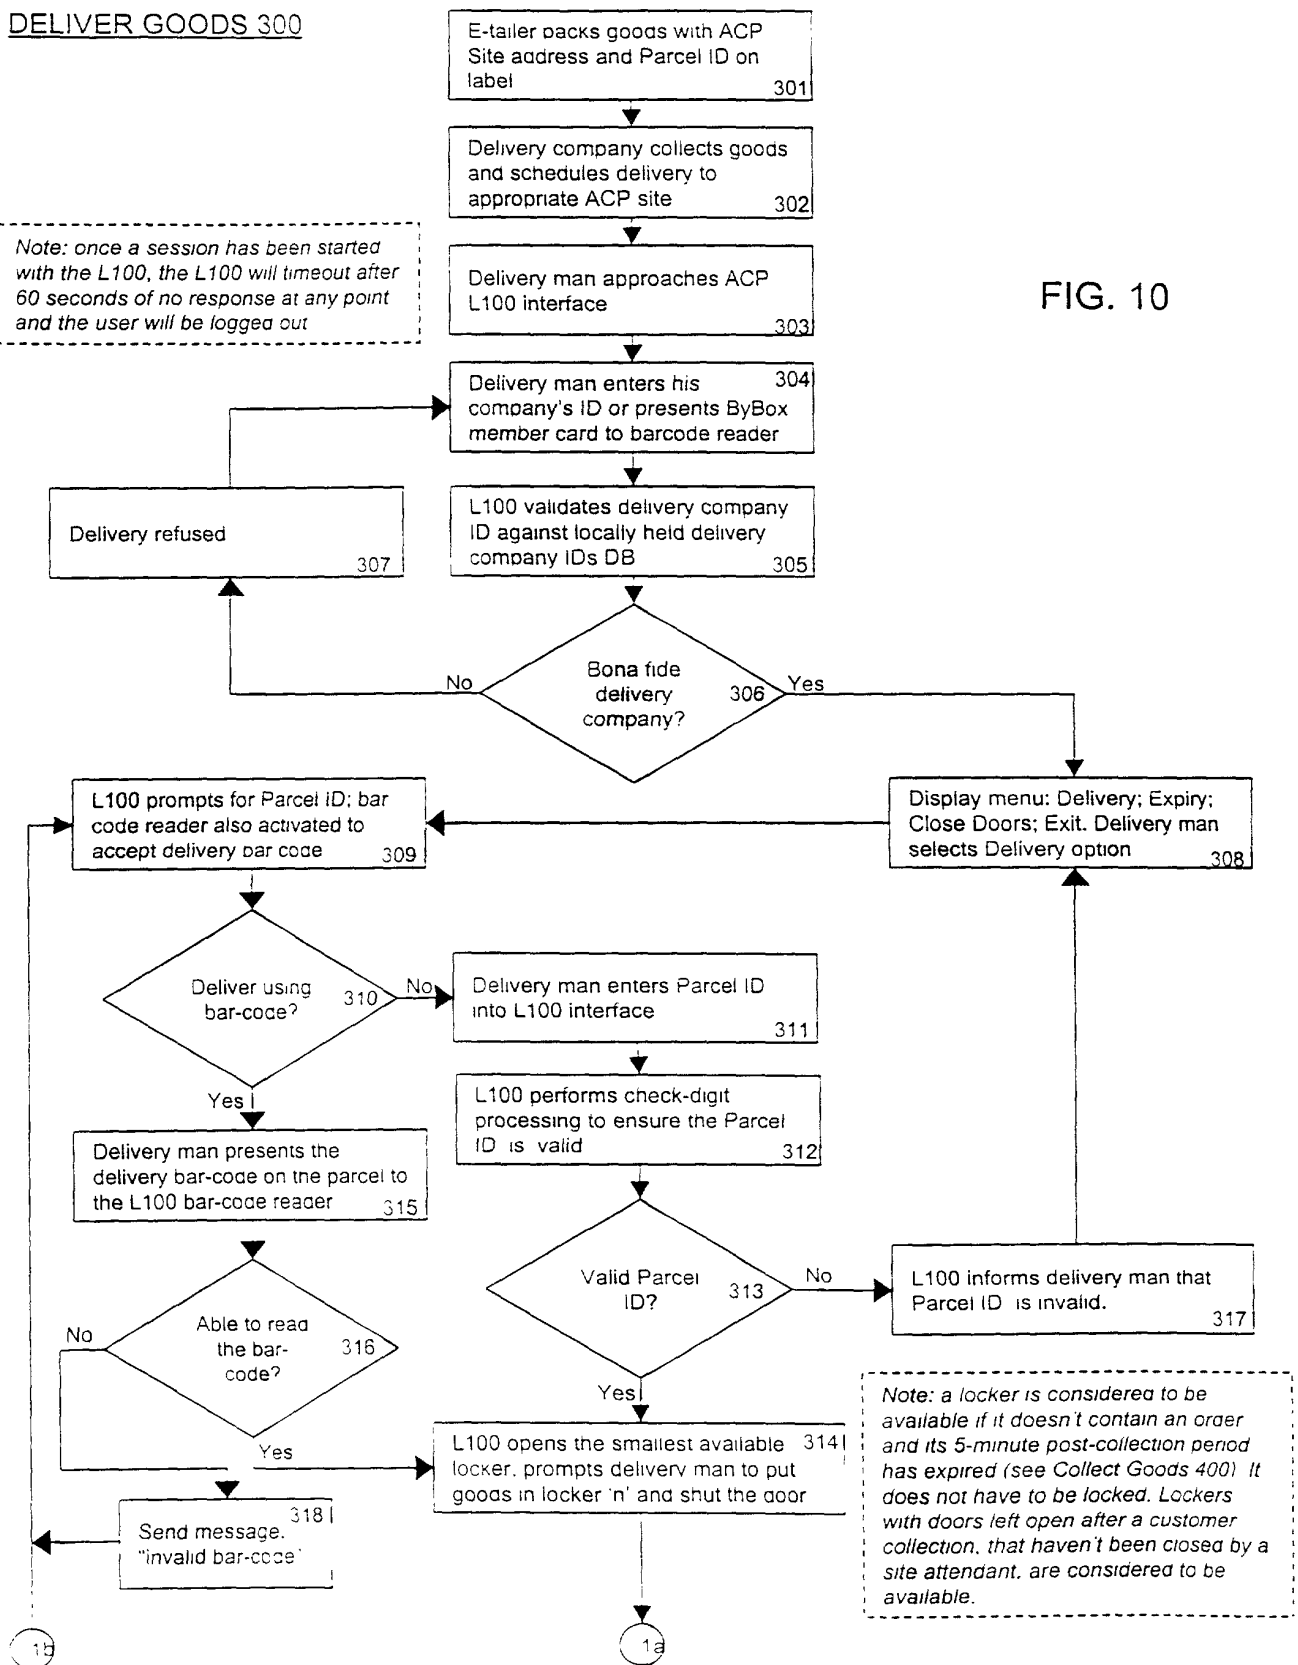 DELIVER GOODS 300
E-tailer packs goods with ACP
Site address and Parcel ID on
label
301
Delivery company collects goods
and schedules delivery to
appropriate ACP site
302
Note: once a session has been started
with the L100, the L100 will timeout after
60 seconds of no response at any point
and the user will be logged out
Delivery man approaches ACP
L100 interface
303
FIG. 10
Delivery man enters his
company's ID or presents ByBox
member card to barcode reader
304
L100 validates delivery company
ID against locally held delivery
company IDs DB
305
Delivery refused
307
Bona fide
delivery
company?
306
No
Yes
L100 prompts for Parcel ID; bar
code reader also activated to
accept delivery bar code
309
Display menu: Delivery; Expiry;
Close Doors; Exit. Delivery man
selects Delivery option
308
Deliver using
bar-code?
310
No
Delivery man enters Parcel ID
into L100 interface
311
Yes
L100 performs check-digit
processing to ensure the Parcel
ID is valid
312
Delivery man presents the
delivery bar-code on the parcel to
the L100 bar-code reader
315
Valid Parcel
ID?
313
No
L100 informs delivery man that
Parcel ID is invalid.
317
Able to read
the bar-
code?
316
No
Yes
Yes
L100 opens the smallest available
locker, prompts delivery man to put
goods in locker 'n' and shut the door
314
Note: a locker is considered to be
available if it doesn't contain an order
and its 5-minute post-collection period
has expired (see Collect Goods 400) It
does not have to be locked. Lockers
with doors left open after a customer
collection, that haven't been closed by a
site attendant, are considered to be
available.
318
Send message.
"invalid bar-code'
1b
1a